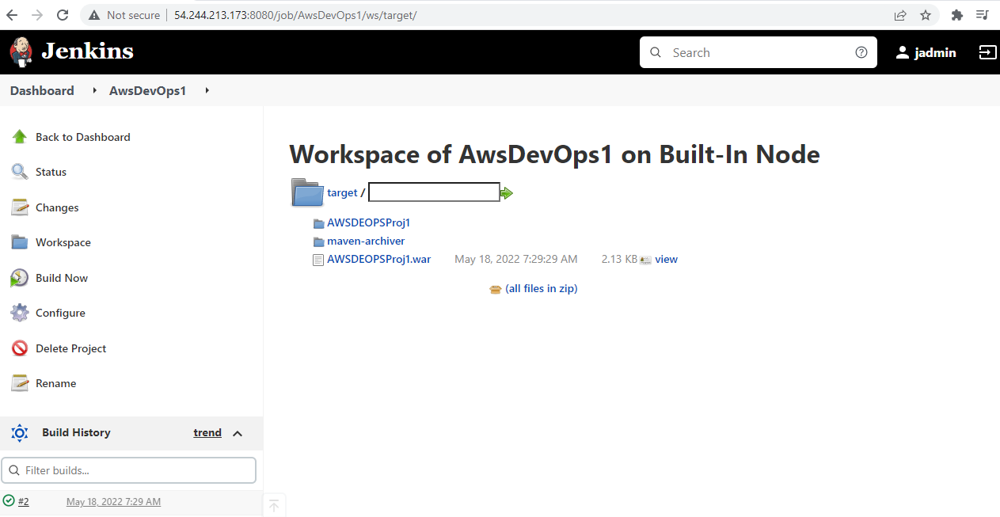 Not secure 54.244.213.173:8080/job/AwsDevOps1/ws/target/
Jenkins
Search
jadmin
Dashboard
AwsDevOps1
Back to Dashboard
Status
Changes
Workspace
Build Now
Configure
Delete Project
Rename
Build History
trend
Filter builds...
#2 May 18, 2022 7:29 AM
Workspace of AwsDevOps1 on Built-In Node
target /
AWSDEOPSProj1
maven-archiver
AWSDEOPSProj1.war May 18, 2022 7:29:29 AM 2.13 KB view
(all files in zip)